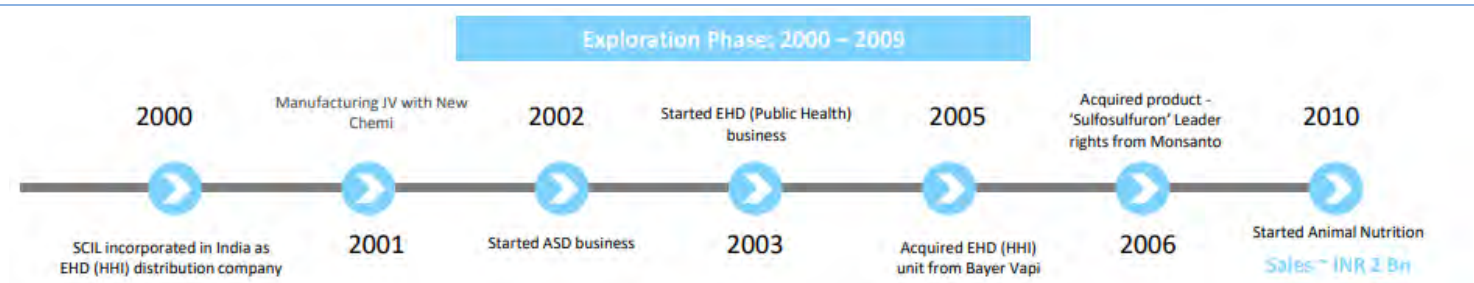 Exploration Phase: 2000 – 2009
2000
SCIL incorporated in India as
EHD (HHI) distribution company
Manufacturing JV with New
Chemi
2001
2002
Started ASD business
Started EHD (Public Health)
business
2003
2005
Acquired EHD (HHI)
unit from Bayer Vapi
Acquired product -
'Sulfosulfuron' Leader
rights from Monsanto
2006
2010
Started Animal Nutrition
Sales ~ INR 2 Bn